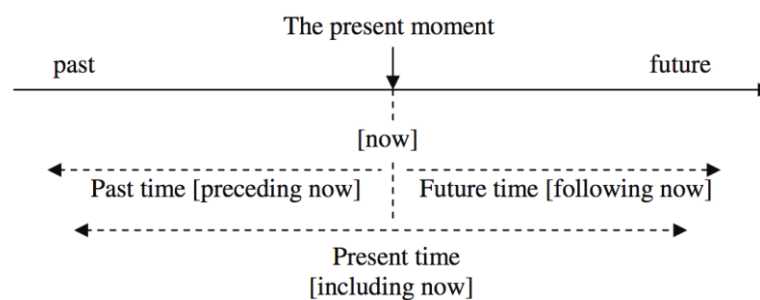 The present moment
past
future
[now]
Past time [preceding now]
Future time [following now]
Present time
[including now]